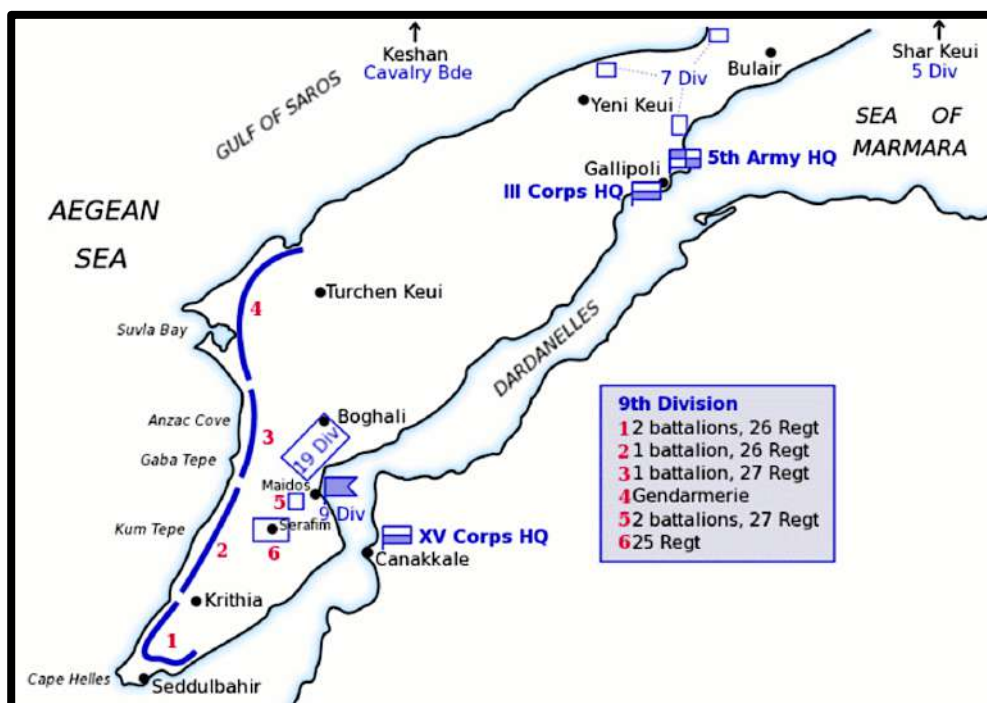 Keshan
Cavalry Bde
Shar Keui
5 Div
7 Div
Bulair
GULF OF SAROS
Yeni Keui
SEA OF
MARMARA
5th Army HQ
Gallipoli
III Corps HQ
AEGEAN
SEA
Turchen Keui
4
Suvla Bay
DARDANELLES
Anzac Cove
Boghali
3
19 Div
Gaba Tepe
Maidos
5
9 Div
Kum Tepe
Serafim
2
6
XV Corps HQ
Canakkale
Krithia
1
Cape Helles
Seddulbahir
9th Division
1 2 battalions, 26 Regt
2 1 battalion, 26 Regt
3 1 battalion, 27 Regt
4 Gendarmerie
5 2 battalions, 27 Regt
6 25 Regt